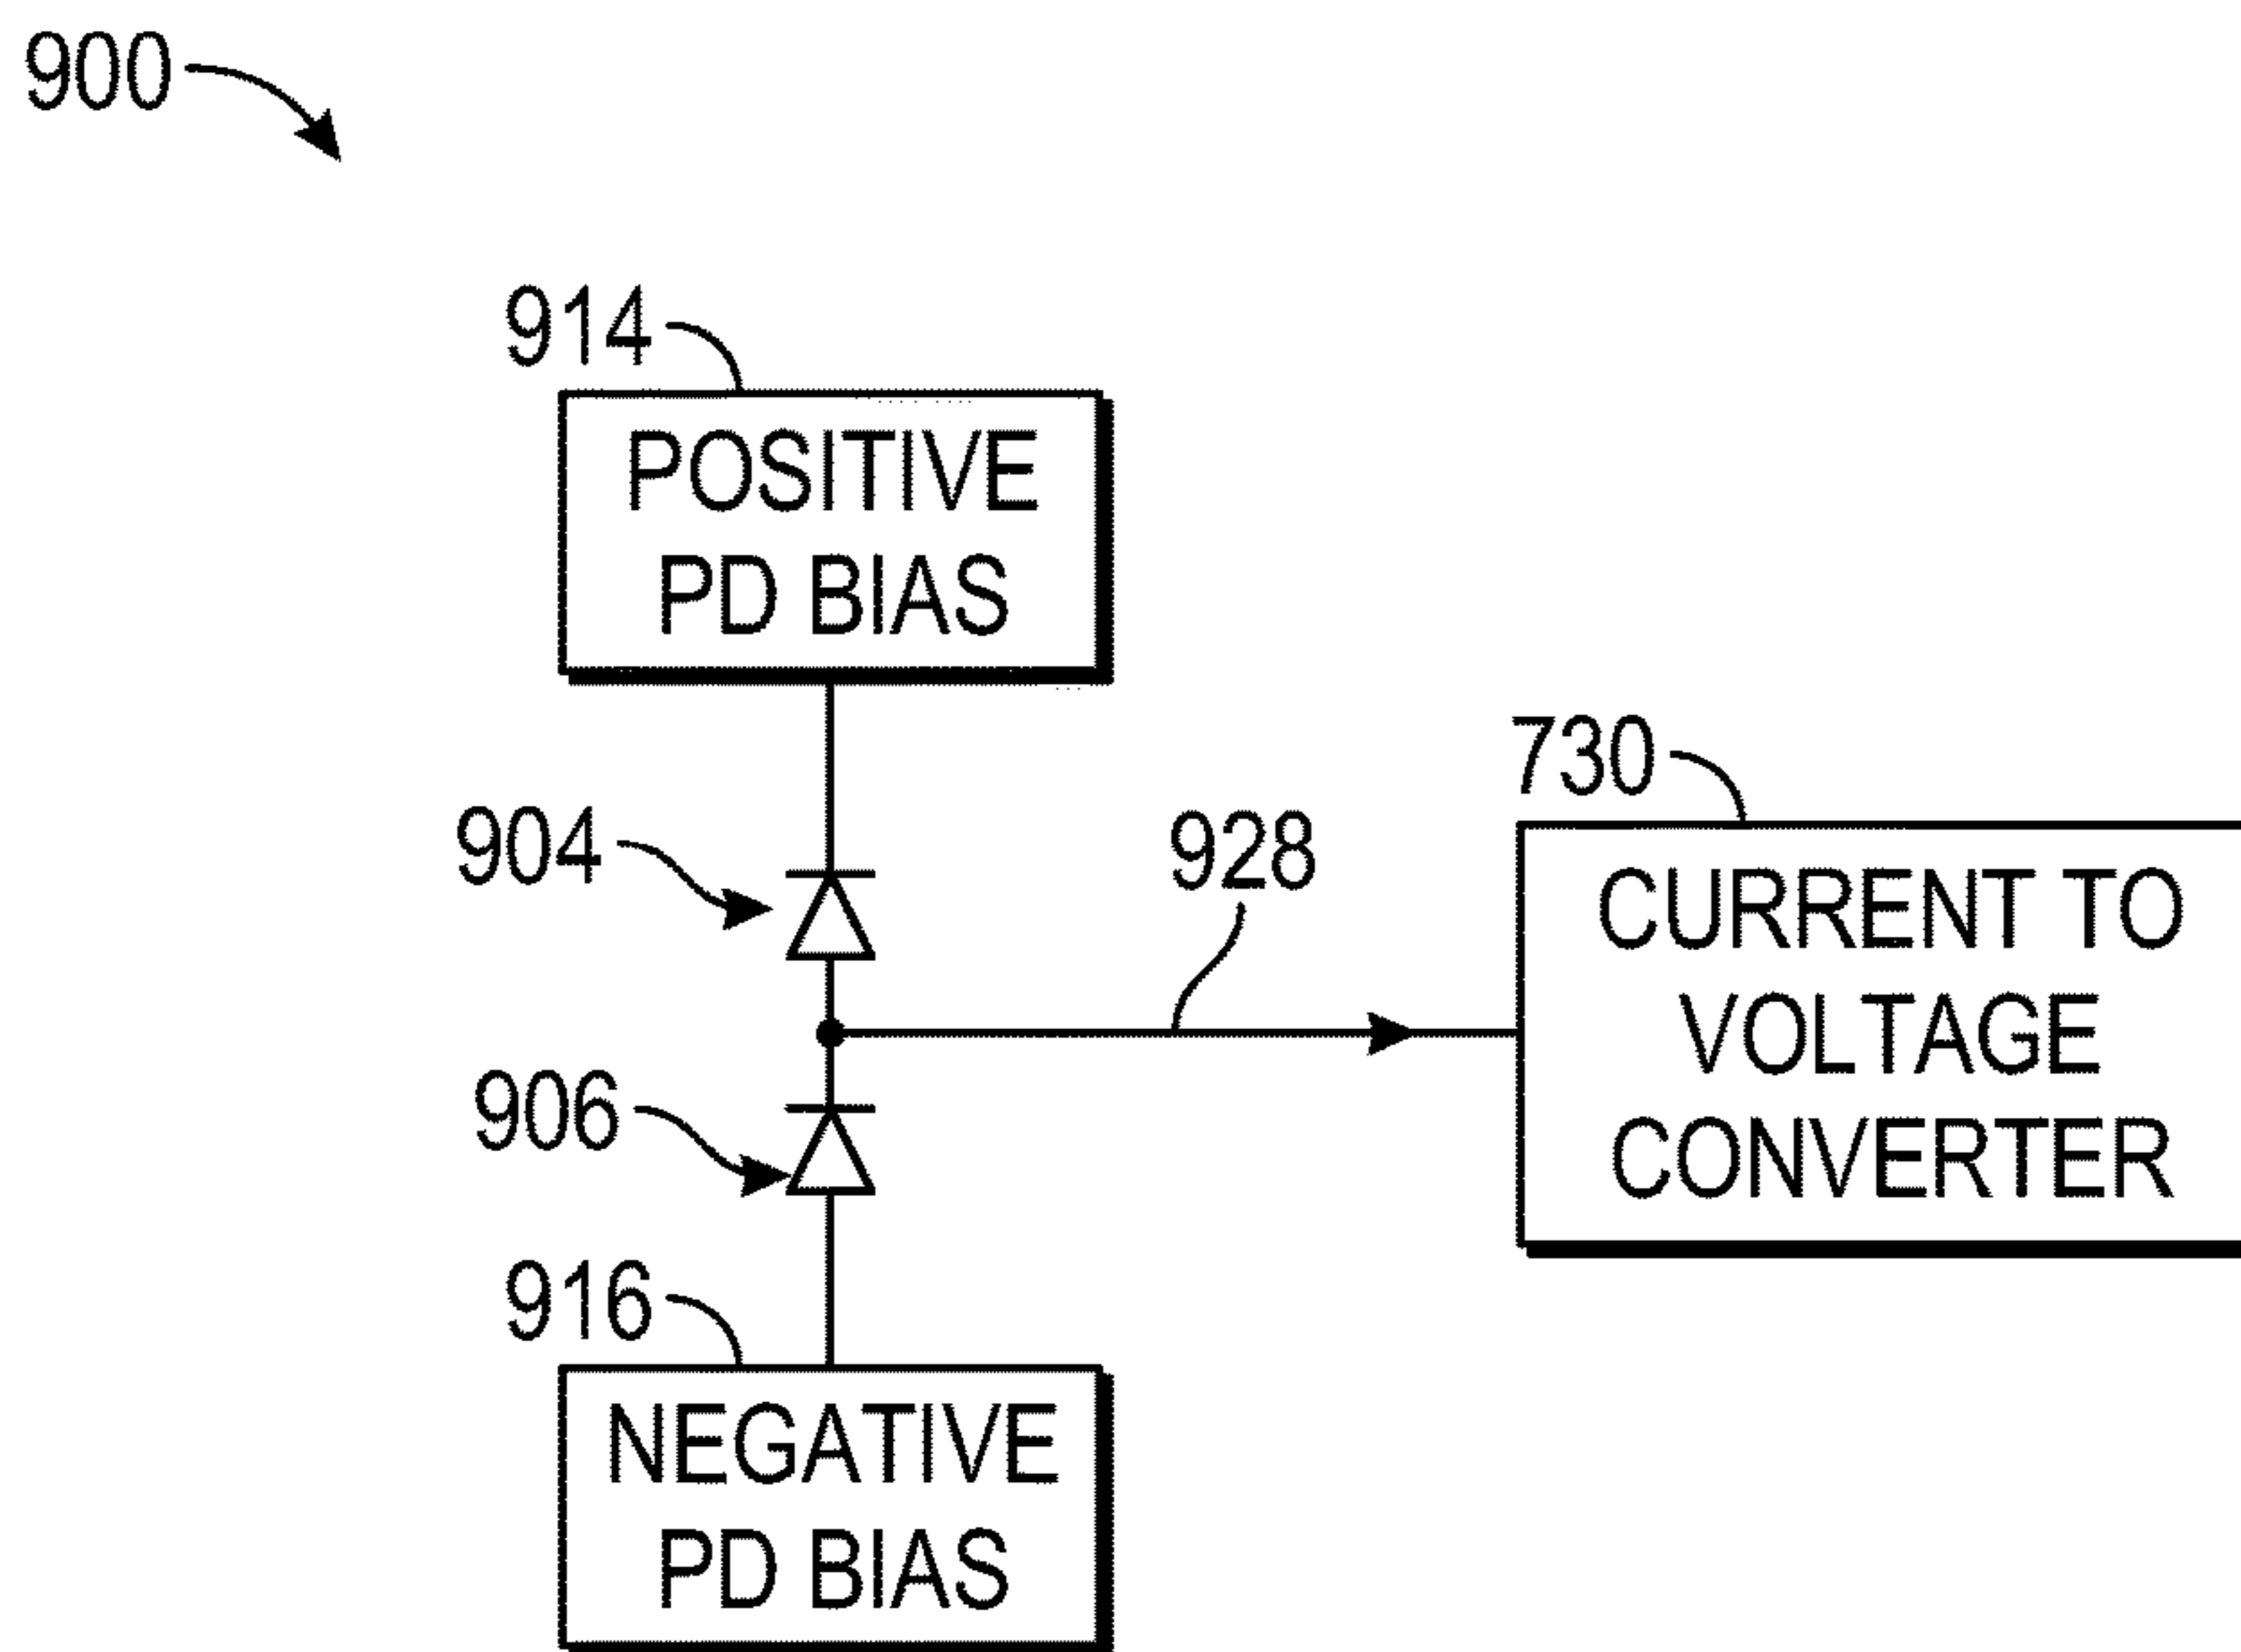 900
914
POSITIVE
PD BIAS
730
904
928
CURRENT TO
VOLTAGE
CONVERTER
906
916
NEGATIVE
PD BIAS